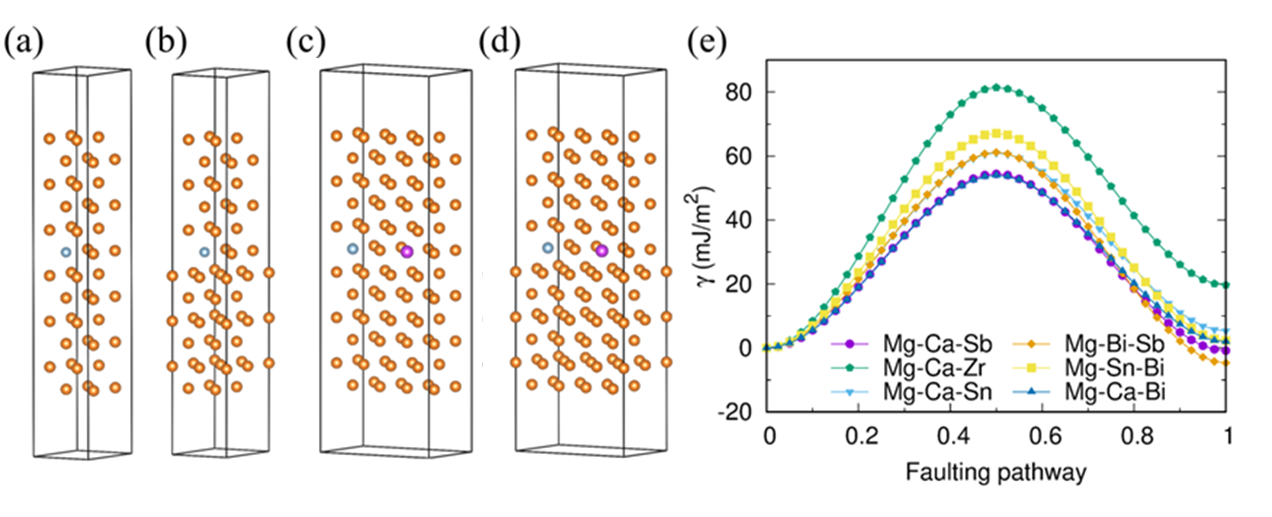 (a) (b) (c) (d) (e)
80
60
40
20
0
-20
γ (mJ/m²)
Mg-Ca-Sb Mg-Bi-Sb
Mg-Ca-Zr Mg-Sn-Bi
Mg-Ca-Sn Mg-Ca-Bi
0 0.2 0.4 0.6 0.8 1
Faulting pathway